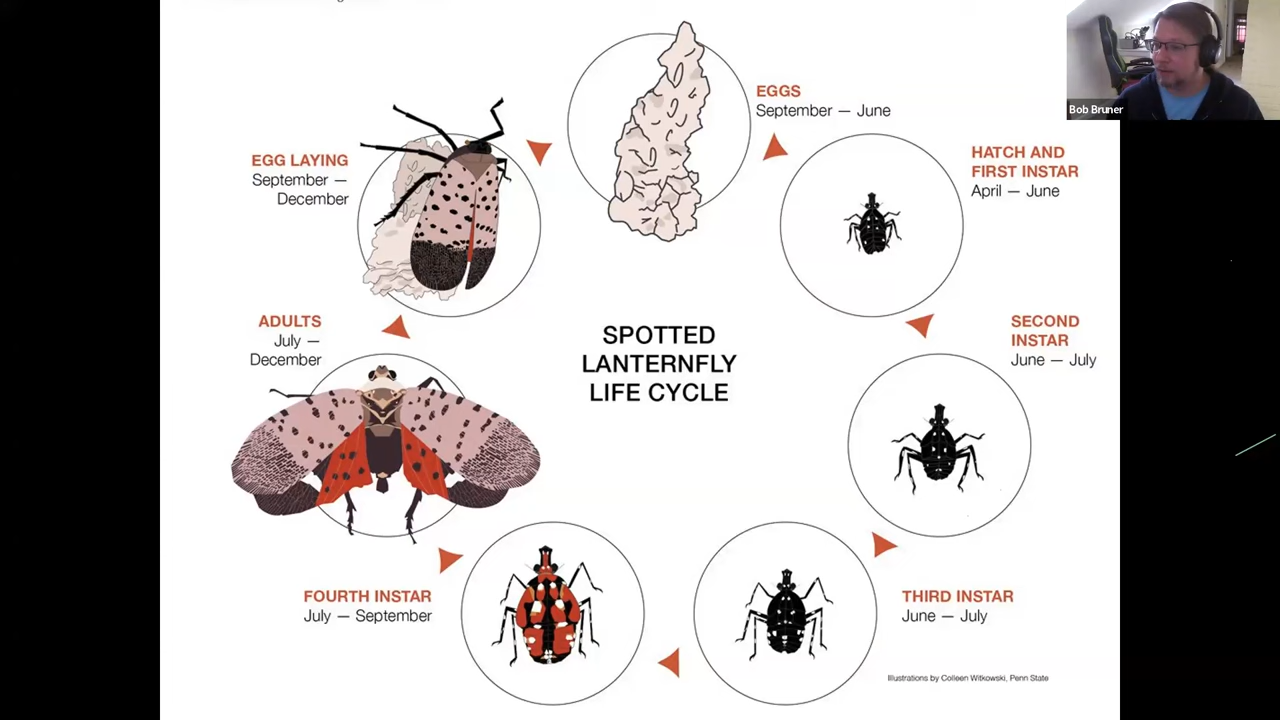 Bob Bruner
EGGS
September — June
HATCH AND
FIRST INSTAR
April — June
SECOND
INSTAR
June — July
THIRD INSTAR
June — July
FOURTH INSTAR
July — September
ADULTS
July —
December
EGG LAYING
September —
December
SPOTTED
LANTERNFLY
LIFE CYCLE
Illustrations by Colleen Witkowski, Penn State